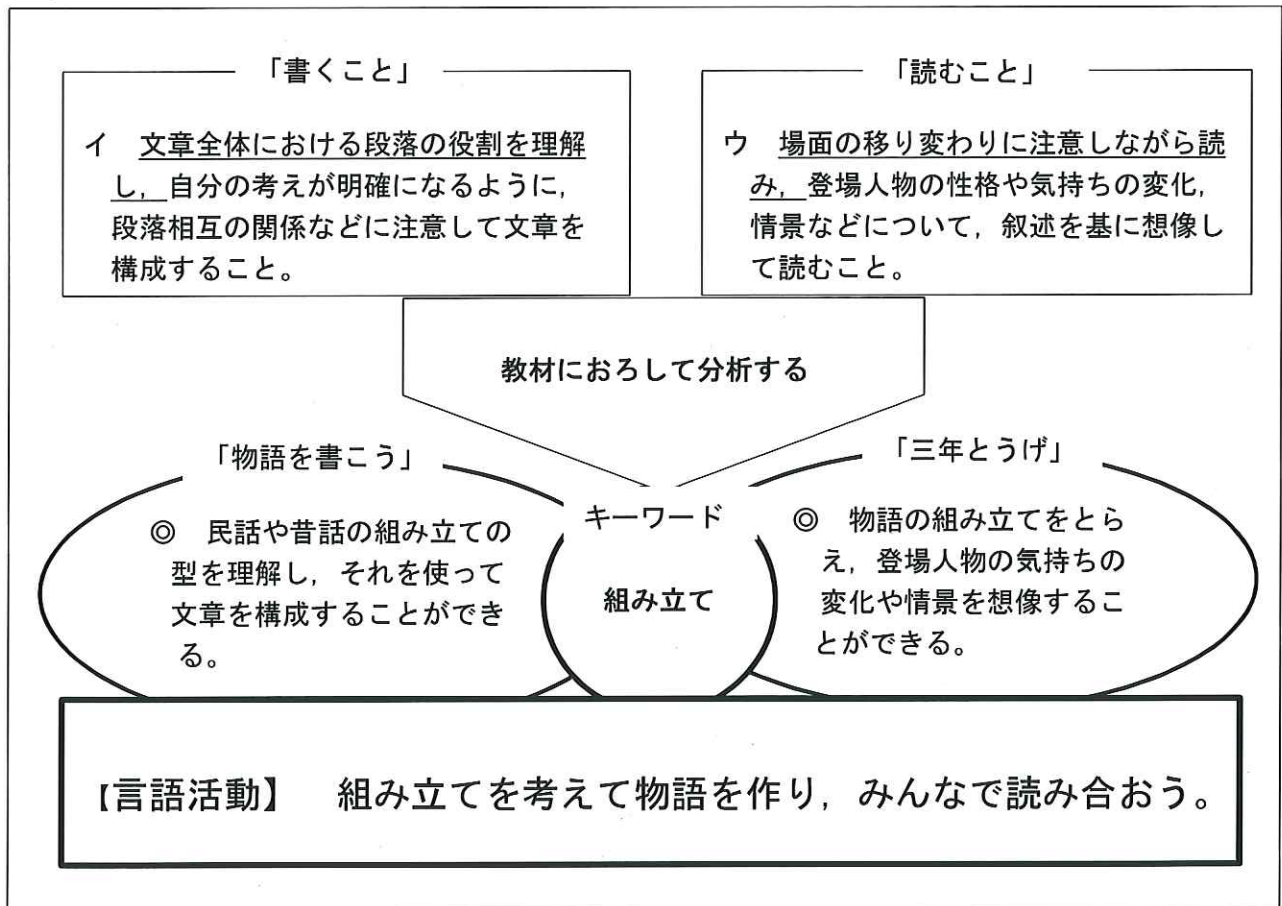 「書くこと」
イ　文章全体における段落の役割を理解
し，自分の考えが明確になるように，
段落相互の関係などに注意して文章を
構成すること。
「読むこと」
ウ　場面の移り変わりに注意しながら読
み，登場人物の性格や気持ちの変化，
情景などについて，叙述を基に想像し
て読むこと。
教材におろして分析する
「物語を書こう」
◎　民話や昔話の組み立ての
型を理解し，それを使って
文章を構成することができ
る。
キーワード
組み立て
「三年とうげ」
◎　物語の組み立てをとら
え，登場人物の気持ちの
変化や情景を想像するこ
とができる。
【言語活動】　組み立てを考えて物語を作り，みんなで読み合おう。